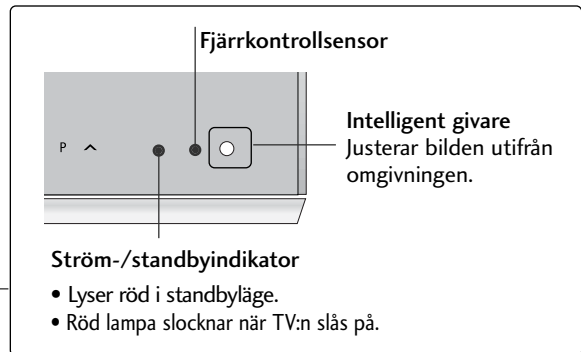 Fjärrkontrollsensor
Intelligent givare
Justerar bilden utifrån
omgivningen.
P
Ström-/standbyindikator
• Lyser röd i standbyläge.
• Röd lampa slocknar när TV:n slås på.